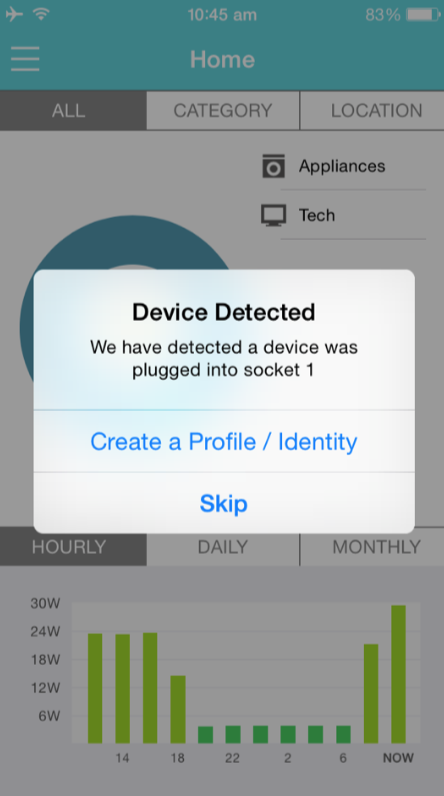 10:45 am
83%
Home
ALL
CATEGORY
LOCATION
Appliances
Tech
Device Detected
We have detected a device was
plugged into socket 1
Create a Profile / Identity
Skip
HOURLY
DAILY
MONTHLY
30W
24W
18W
12W
6W
14
18
22
2
6
NOW